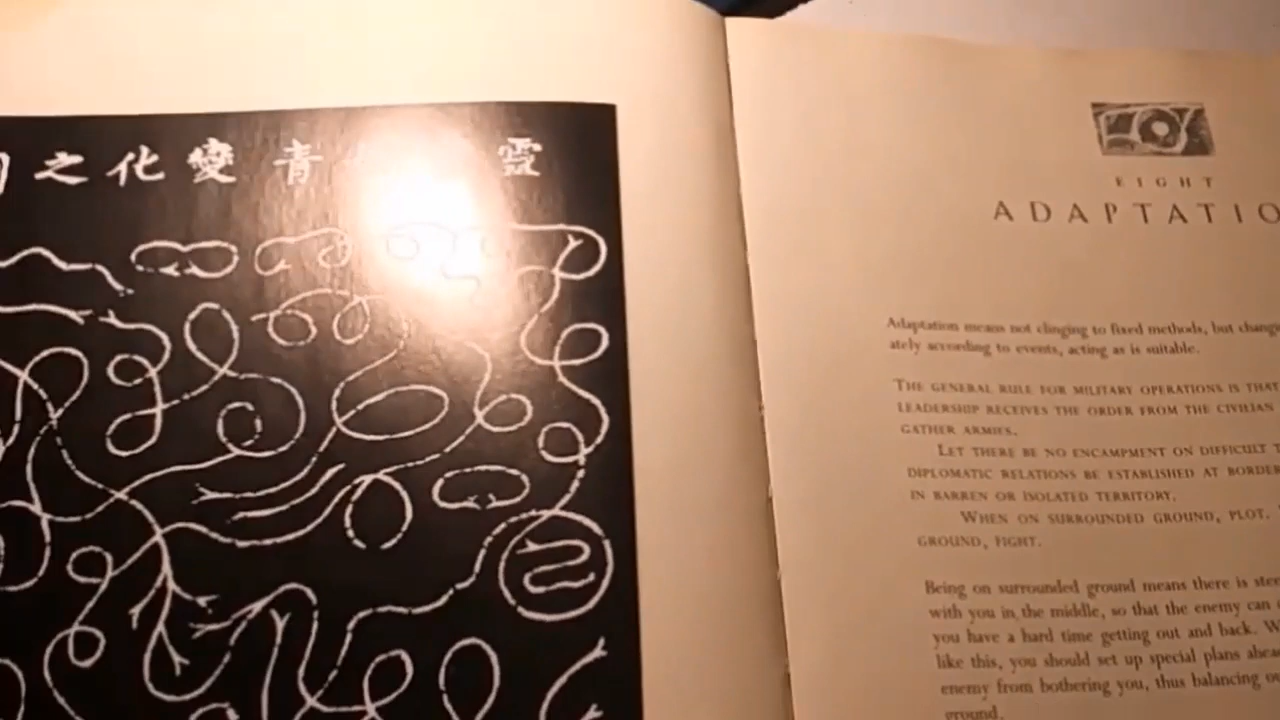 之 化 變 青 靈
EIGHT
ADAPTATIO
Adaptation means not clinging to fixed methods, but chang
ately according to events, acting as is suitable.
THE GENERAL RULE FOR MILITARY OPERATIONS IS THAT
LEADERSHIP RECEIVES THE ORDER FROM THE CIVILIAN
GATHER ARMIES.
LET THERE BE NO ENCAMPMENT ON DIFFICULT T
DIPLOMATIC RELATIONS BE ESTABLISHED AT BORDER
IN BARREN OR ISOLATED TERRITORY.
WHEN ON SURROUNDED GROUND, PLOT.
GROUND, FIGHT.
Being on surrounded ground means there is stee
with you in the middle, so that the enemy can
you have a hard time getting out and back. W
like this, you should set up special plans ahea
enemy from bothering you, thus balancing ou
ground.